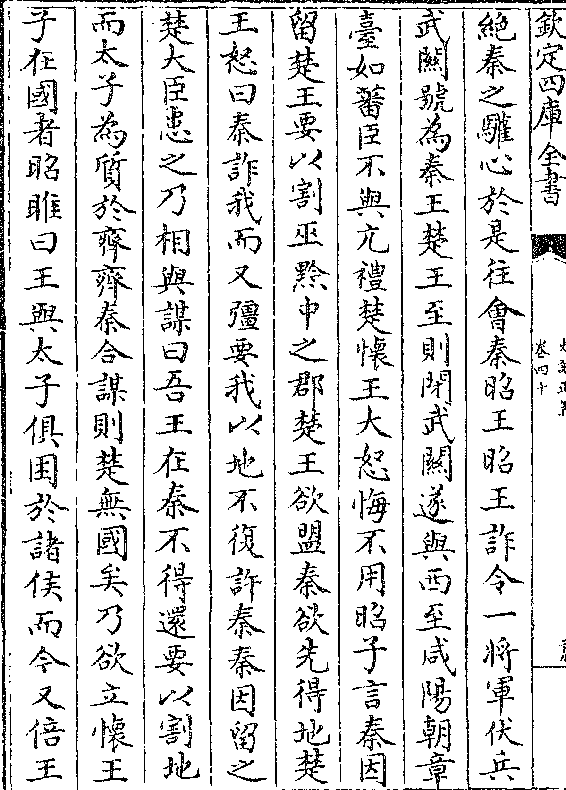 欽定四庫全書
卷四十
絶秦之驩心於是往會秦昭王昭王詐令一將軍伏兵
武闗號為秦王楚王至則閉武闗遂與西至咸陽朝章
臺如蕃臣不與亢禮楚懷王大怒悔不用昭子言秦因
留楚王要以割巫黔中之郡楚王欲盟秦欲先得地楚
王怒曰秦詐我而又彊要我以地不復許秦秦因留之
楚大臣患之乃相與謀曰吾王在秦不得還要以割地
而太子為質於齊齊秦合謀則楚無國矣乃欲立懷王
子在國者昭睢曰王與太子俱困於諸侯而今又倍王